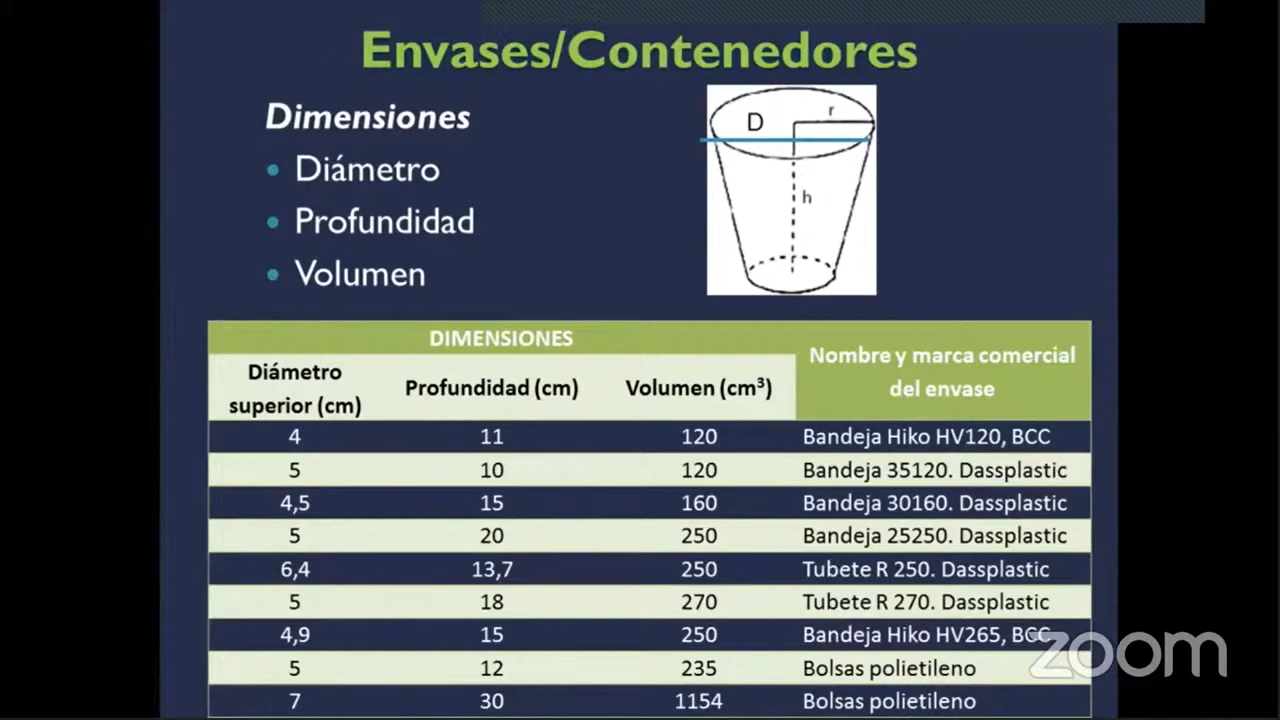 Envases/Contenedores
Dimensiones
• Diámetro
• Profundidad
• Volumen
D
r
h
DIMENSIONES
Nombre y marca comercial
del envase
Diámetro
superior (cm)
Profundidad (cm)
Volumen (cm³)
4 11 120 Bandeja Hiko HV120, BCC
5 10 120 Bandeja 35120. Dassplastic
4,5 15 160 Bandeja 30160. Dassplastic
5 20 250 Bandeja 25250. Dassplastic
6,4 13,7 250 Tubete R 250. Dassplastic
5 18 270 Tubete R 270. Dassplastic
4,9 15 250 Bandeja Hiko HV265, BCC
5 12 235 Bolsas polietileno
7 30 1154 Bolsas polietileno
zoom